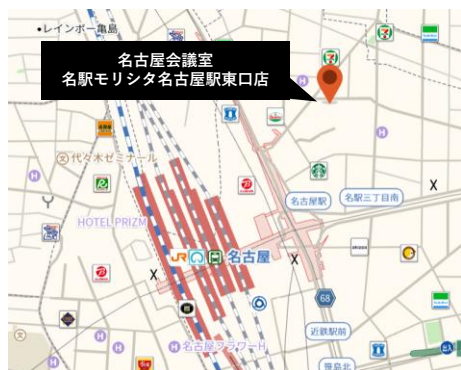 •レインボー亀島
名古屋会議室
名駅モリシタ名古屋駅東口店
代々木ゼミナール
HOTEL PRIZM
名古屋駅
名駅三丁目南
X
JR
名古屋
X
X
68
近鉄駅前
名古屋フラワーH
笹島北